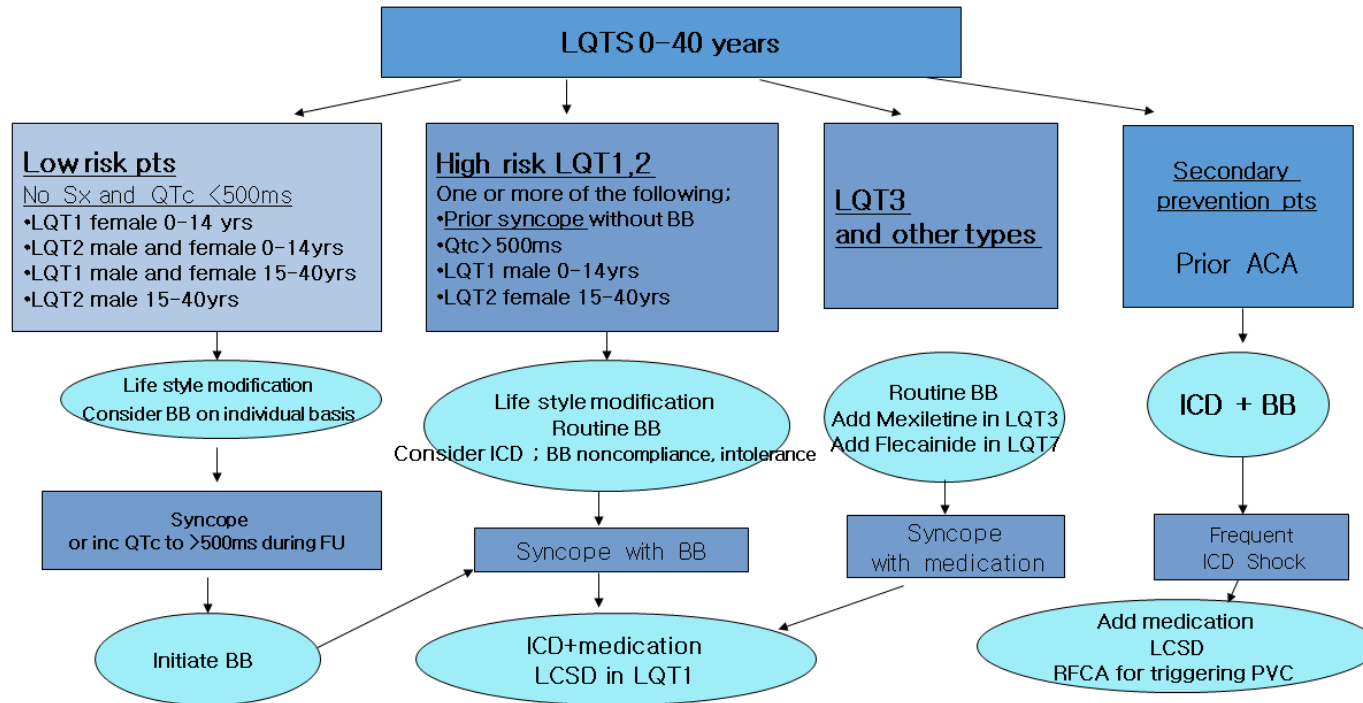 LQTS 0-40 years
Low risk pts
No Sx and QTc <500ms
•LQT1 female 0-14 yrs
•LQT2 male and female 0-14yrs
•LQT1 male and female 15-40yrs
•LQT2 male 15-40yrs
High risk LQT1,2
One or more of the following;
•Prior syncope without BB
•Qtc>500ms
•LQT1 male 0-14yrs
•LQT2 female 15-40yrs
LQT3
and other types
Secondary
prevention pts
Prior ACA
Life style modification
Consider BB on individual basis
Life style modification
Routine BB
Consider ICD ; BB noncompliance, intolerance
Routine BB
Add Mexiletine in LQT3
Add Flecainide in LQT7
ICD + BB
Syncope
or inc QTc to >500ms during FU
Syncope with BB
Syncope
with medication
Frequent
ICD Shock
Initiate BB
ICD+medication
LCSD in LQT1
Add medication
LCSD
RFCA for triggering PVC